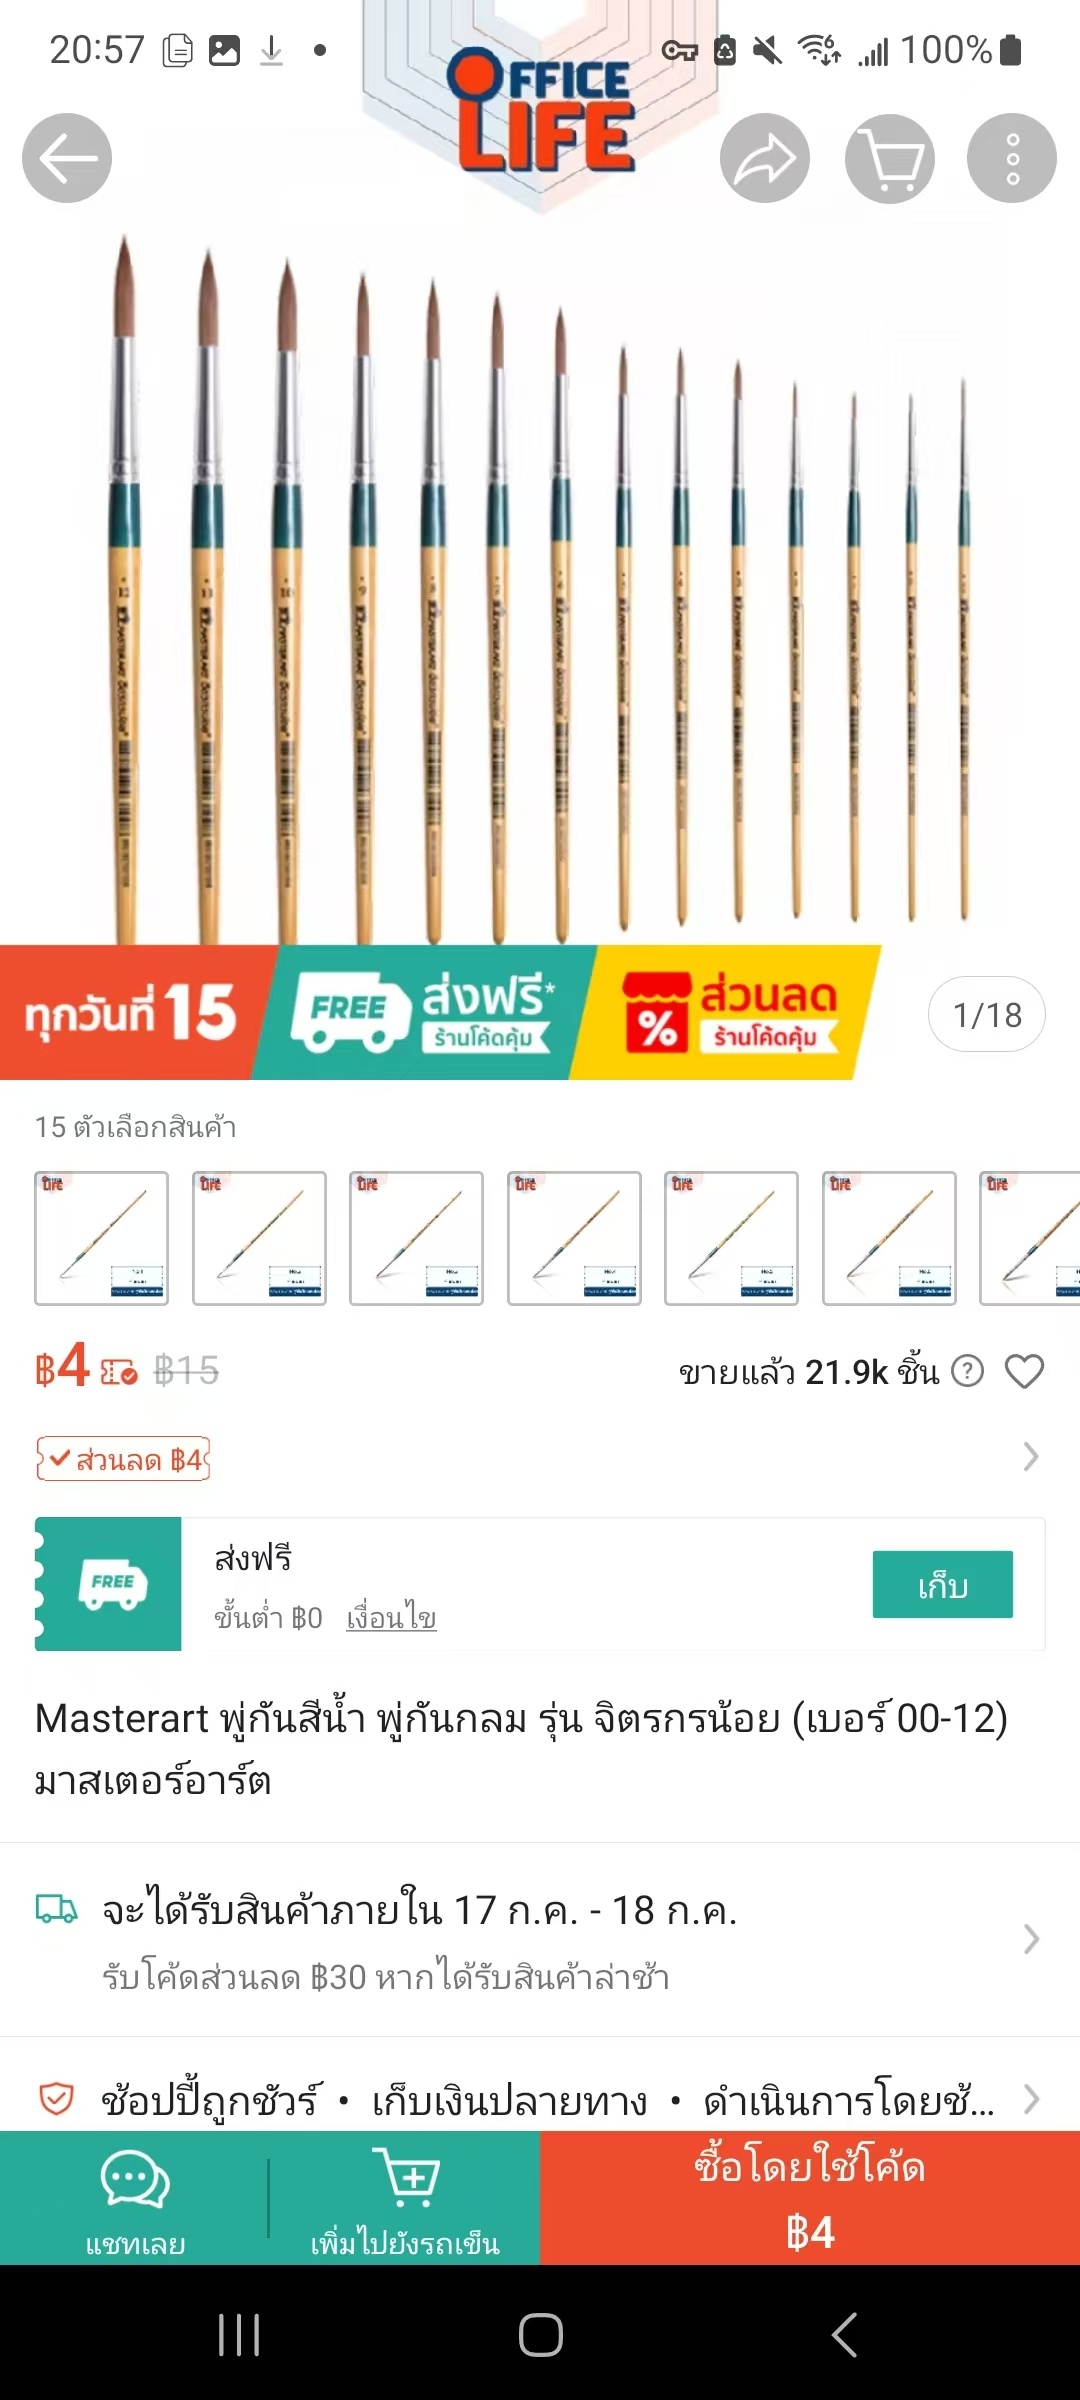 20:57
100%
OFFICE
LIFE
12
11
10
9
ทุกวันที่ 15
FREE
ส่งฟรี*
ร้านโค้ดคุ้ม
%
ส่วนลด
ร้านโค้ดคุ้ม
1/18
15 ตัวเลือกสินค้า
LIFE
LIFE
LIFE
LIFE
LIFE
LIFE
LIFE
฿4 ฿15
ขายแล้ว 21.9k ชิ้น ?
ส่วนลด ฿4
FREE
ส่งฟรี
ขั้นต่ำ ฿0 เงื่อนไข
เก็บ
Masterart พู่กันสีน้ำ พู่กันกลม รุ่น จิตรกรน้อย (เบอร์ 00-12)
มาสเตอร์อาร์ต
จะได้รับสินค้าภายใน 17 ก.ค. - 18 ก.ค.
รับโค้ดส่วนลด ฿30 หากได้รับสินค้าล่าช้า
ช้อปปี้ถูกชัวร์ • เก็บเงินปลายทาง • ดำเนินการโดยช้...
แชทเลย
เพิ่มไปยังรถเข็น
ซื้อโดยใช้โค้ด
฿4